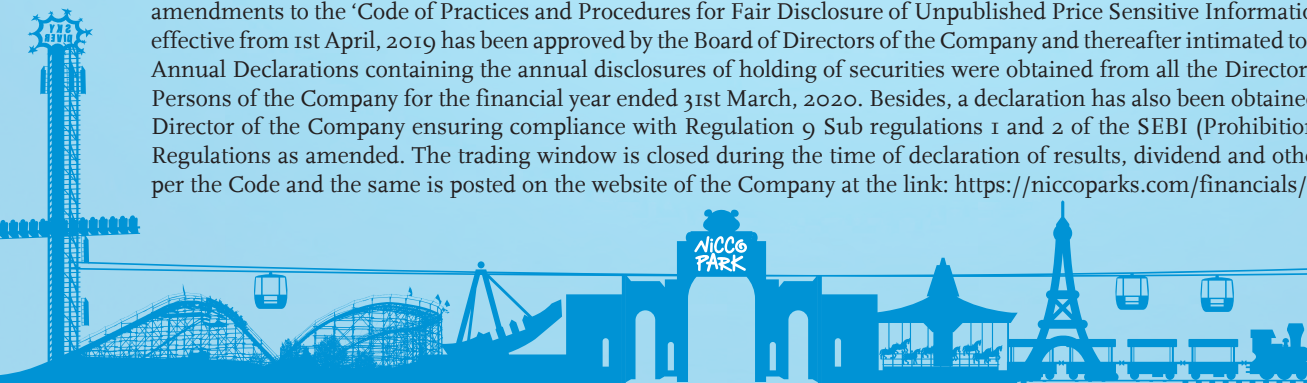 amendments to the ‘Code of Practices and Procedures for Fair Disclosure of Unpublished Price Sensitive
effective from 1st April, 2019 has been approved by the Board of Directors of the Company and thereafter intimated to
Annual Declarations containing the annual disclosures of holding of securities were obtained from all the
Persons of the Company for the financial year ended 31st March, 2020. Besides, a declaration has also been
Director of the Company ensuring compliance with Regulation 9 Sub regulations 1 and 2 of the SEBI
Regulations as amended. The trading window is closed during the time of declaration of results, dividend and
per the Code and the same is posted on the website of the Company at the link: https://niccoparks.com/financials/
SKY
DIVER
NiCCO
PARK